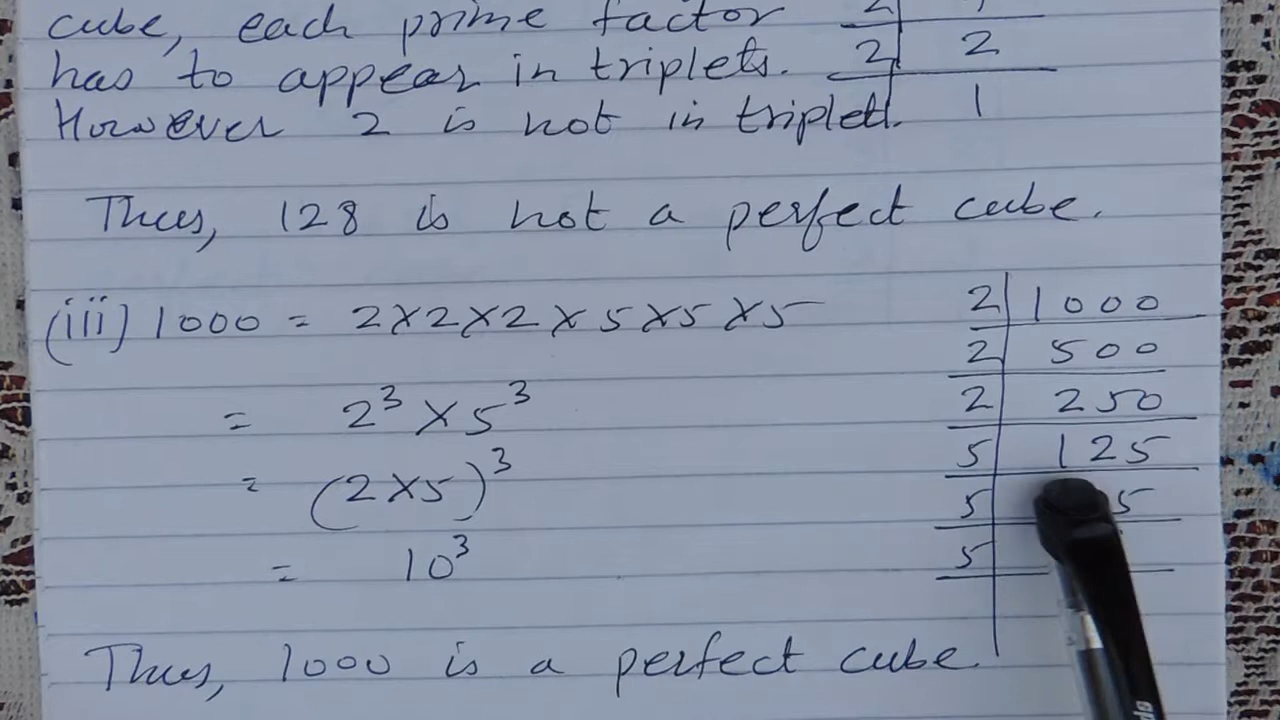 cube, each prime factor
has to appear in triplets.
However 2 is not in triplet.
2 | 2
1
Thus, 128 is not a perfect cube.
(iii) 1000 = 2×2×2×5×5×5
= 2³ × 5³
= (2×5)³
= 10³
2 | 1000
2 | 500
2 | 250
5 | 125
5 | 5
5 |
Thus, 1000 is a perfect cube.